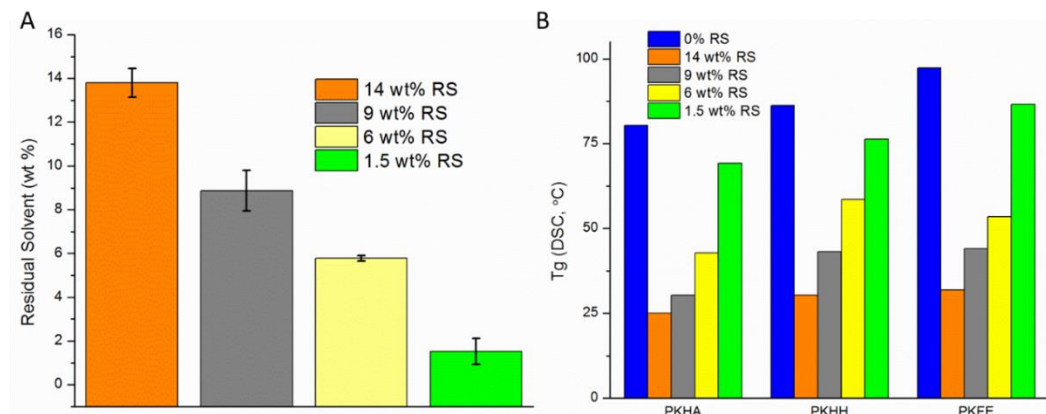 A
Residual Solvent (wt %)
16
14
12
10
8
6
4
2
0
14 wt% RS
9 wt% RS
6 wt% RS
1.5 wt% RS
B
Tg (DSC, °C)
100
75
50
25
0
0% RS
14 wt% RS
9 wt% RS
6 wt% RS
1.5 wt% RS
PKHA
PKHH
PKFE